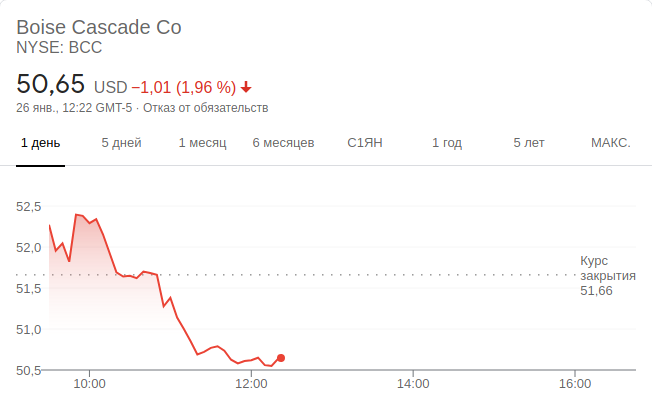 Boise Cascade Co
NYSE: BCC
50,65 USD −1,01 (1,96 %)
26 янв., 12:22 GMT-5 · Отказ от обязательств
1 день 5 дней 1 месяц 6 месяцев С1ЯН 1 год 5 лет МАКС.
52,5
52,0
Курс
закрытия
51,66
51,5
51,0
50,5
10:00 12:00 14:00 16:00